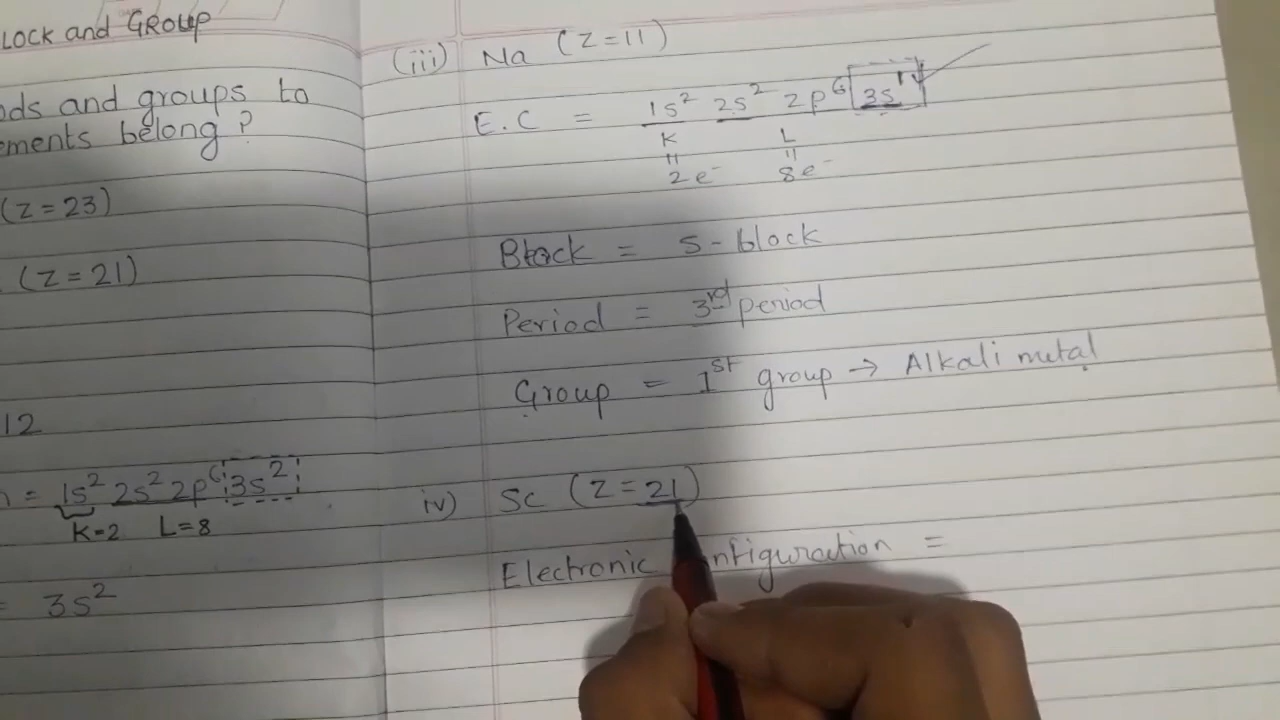 LOCK and GROUP
ods and groups to
ements belong?
(Z=23)
(Z=21)
12
= 1s² 2s² 2p⁶ 3s²
K=2 L=8
= 3s²
(iii) Na (Z=11)
E.C = 1s² 2s² 2p⁶ 3s¹
K L
= =
2e⁻ 8e⁻
Block = s-block
Period = 3rd period
Group = 1st group → Alkali metal
iv) Sc (Z=21)
Electronic nfiguration =